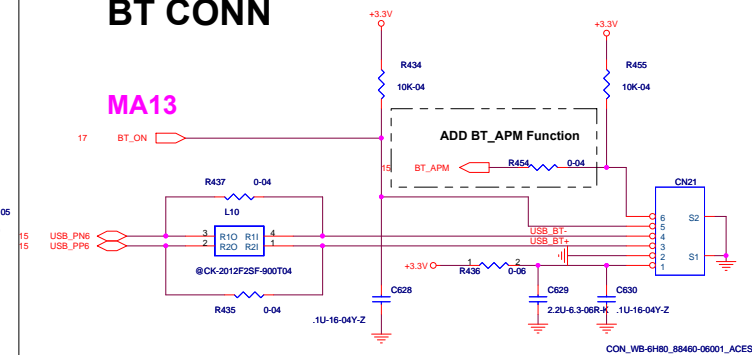 BT CONN
+3.3V
+3.3V
R434
10K-04
R455
10K-04
MA13
17 BT_ON
ADD BT_APM Function
15 BT_APM
R454 0-04
R437 0-04
L10
CN21
05
15 USB_PN6
15 USB_PP6
3 R1O R1I 4
2 R2O R2I 1
@CK-2012F2SF-900T04
R435 0-04
USB_BT-
USB_BT+
6
5
4
3
2
1
S2
S1
+3.3V
1 2
R436 0-06
C628
.1U-16-04Y-Z
C629
2.2U-6.3-06R-K
C630
.1U-16-04Y-Z
CON_WB-6H80_88460-06001_ACES